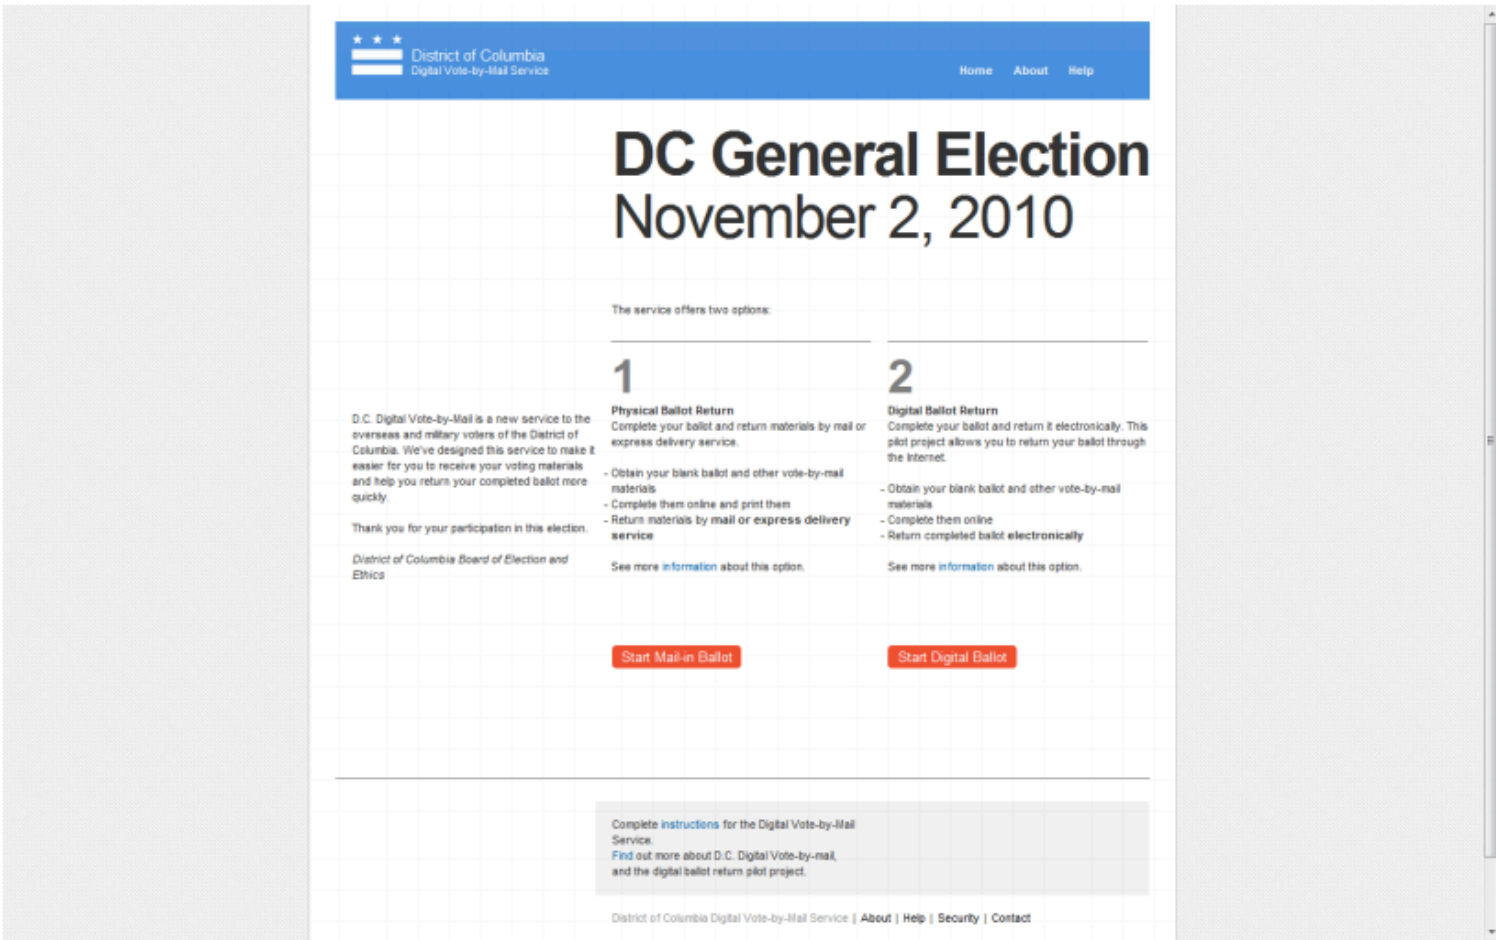 District of Columbia
Digital Vote-by-Mail Service
Home About Help
DC General Election
November 2, 2010
D.C. Digital Vote-by-Mail is a new service to the
overseas and military voters of the District of
Columbia. We've designed this service to make it
easier for you to receive your voting materials
and help you return your completed ballot more
quickly.
Thank you for your participation in this election.
District of Columbia Board of Election and
Ethics
The service offers two options:
1
Physical Ballot Return
Complete your ballot and return materials by mail or
express delivery service.
- Obtain your blank ballot and other vote-by-mail
materials
- Complete them online and print them
- Return materials by mail or express delivery
service
See more information about this option.
Start Mail-in Ballot
2
Digital Ballot Return
Complete your ballot and return it electronically. This
pilot project allows you to return your ballot through
the Internet.
- Obtain your blank ballot and other vote-by-mail
materials
- Complete them online
- Return completed ballot electronically
See more information about this option.
Start Digital Ballot
Complete instructions for the Digital Vote-by-Mail
Service.
Find out more about D.C. Digital Vote-by-mail,
and the digital ballot return pilot project.
District of Columbia Digital Vote-by-Mail Service | About | Help | Security | Contact